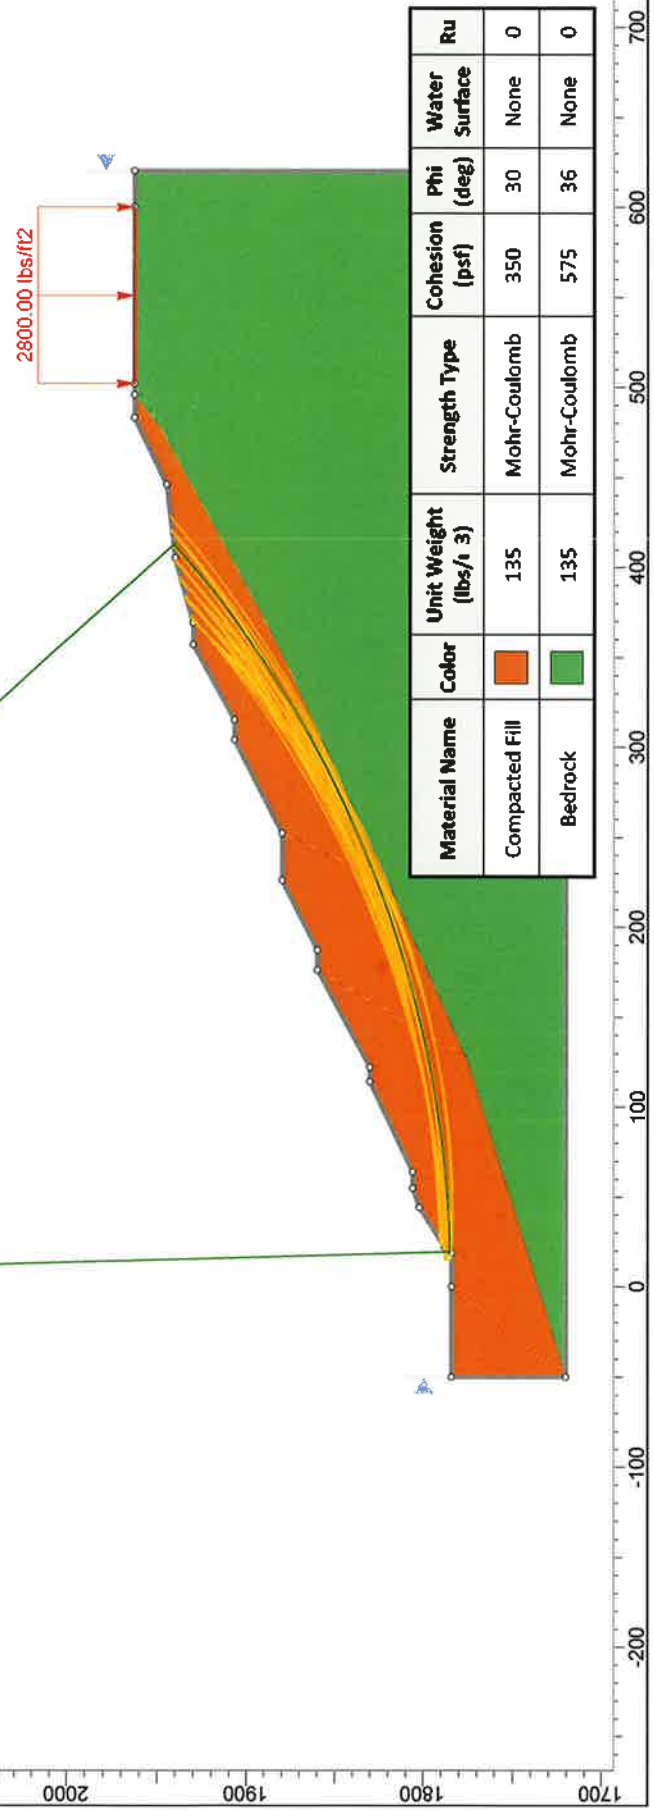 2800.00 lbs/ft2
Material Name Color Unit Weight (lbs/ 3) Strength Type Cohesion (psf) Phi (deg) Water Surface Ru
Compacted Fill 135 Mohr-Coulomb 350 30 None 0
Bedrock 135 Mohr-Coulomb 575 36 None 0
2000
1900
1800
1700
-200 -100 0 100 200 300 400 500 600 700